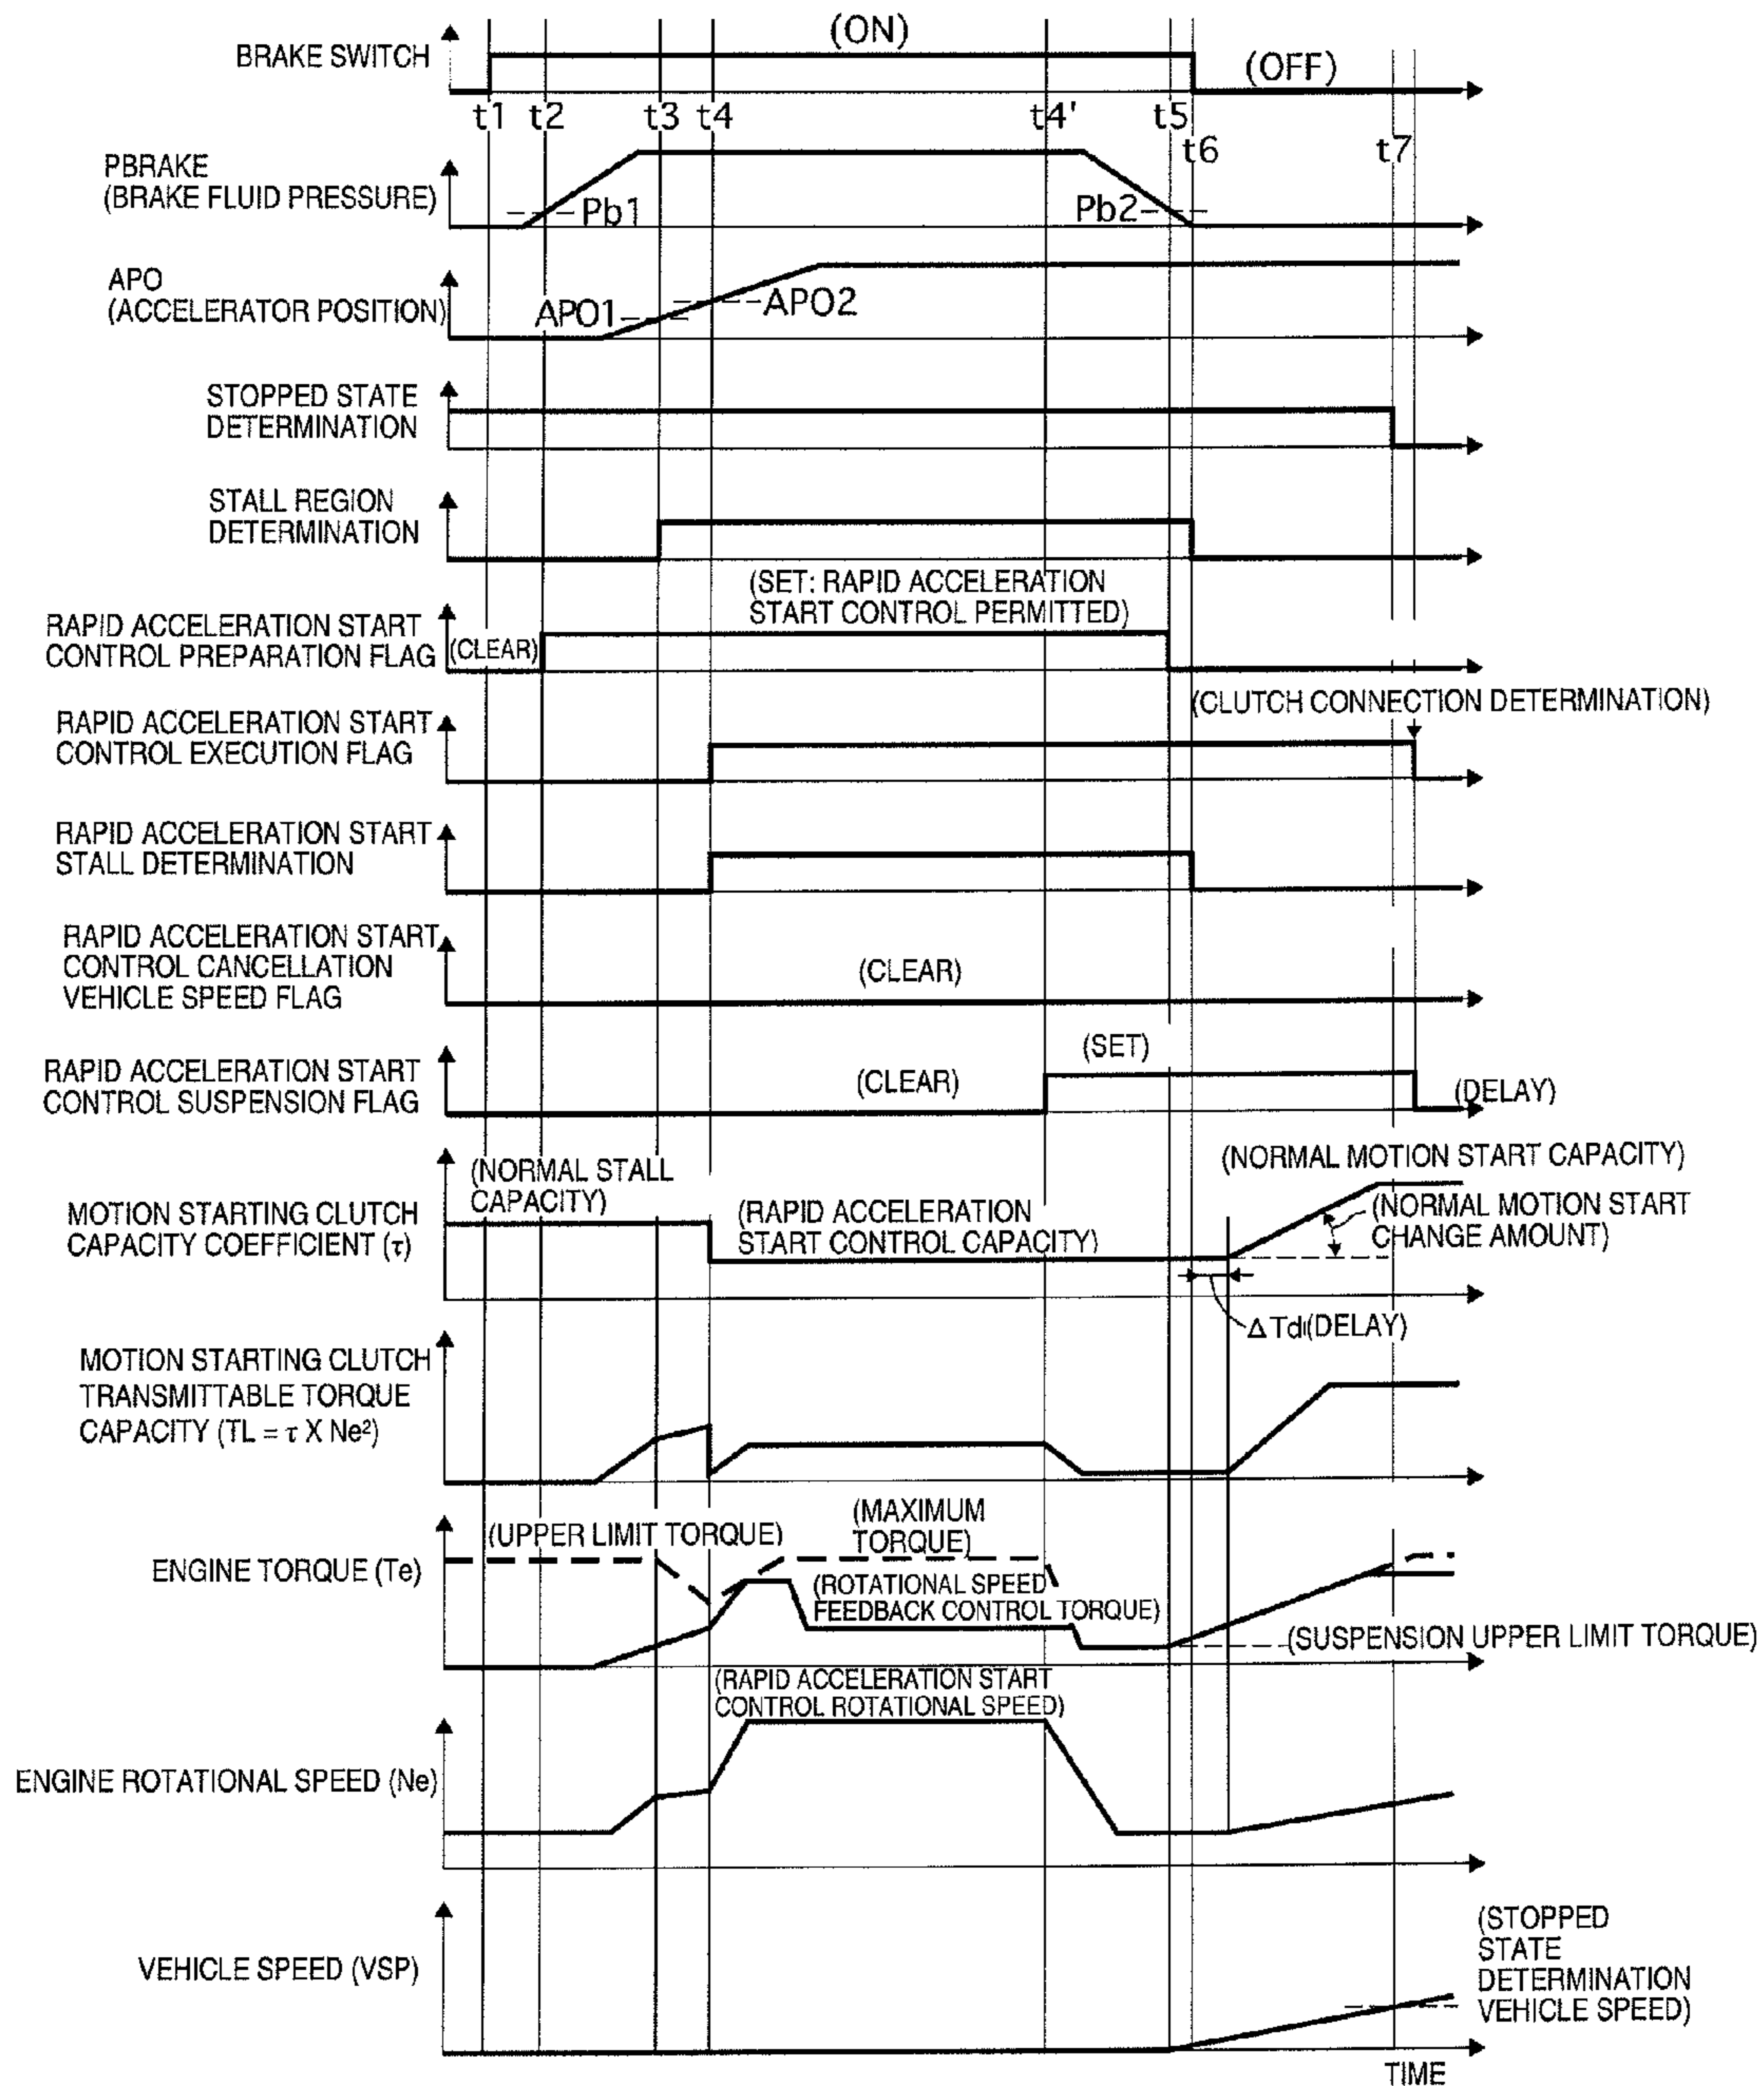 (ON)
BRAKE SWITCH
(OFF)
t1 t2 t3 t4 t4' t5
t6
t7
PBRAKE
(BRAKE FLUID PRESSURE)
Pb1
Pb2
APO
(ACCELERATOR POSITION)
APO1
APO2
STOPPED STATE
DETERMINATION
STALL REGION
DETERMINATION
(SET: RAPID ACCELERATION
START CONTROL PERMITTED)
RAPID ACCELERATION START
CONTROL PREPARATION FLAG
(CLEAR)
(CLUTCH CONNECTION DETERMINATION)
RAPID ACCELERATION START
CONTROL EXECUTION FLAG
RAPID ACCELERATION START
STALL DETERMINATION
RAPID ACCELERATION START
CONTROL CANCELLATION
VEHICLE SPEED FLAG
(CLEAR)
(SET)
RAPID ACCELERATION START
CONTROL SUSPENSION FLAG
(CLEAR)
(DELAY)
(NORMAL STALL
CAPACITY)
(NORMAL MOTION START CAPACITY)
MOTION STARTING CLUTCH
CAPACITY COEFFICIENT (τ)
(RAPID ACCELERATION
START CONTROL CAPACITY)
(NORMAL MOTION START
CHANGE AMOUNT)
Δ Td(DELAY)
MOTION STARTING CLUTCH
TRANSMITTABLE TORQUE
CAPACITY (TL = τ X Ne²)
(UPPER LIMIT TORQUE)
(MAXIMUM
TORQUE)
ENGINE TORQUE (Te)
(ROTATIONAL SPEED
FEEDBACK CONTROL TORQUE)
(SUSPENSION UPPER LIMIT TORQUE)
(RAPID ACCELERATION START
CONTROL ROTATIONAL SPEED)
ENGINE ROTATIONAL SPEED (Ne)
VEHICLE SPEED (VSP)
(STOPPED
STATE
DETERMINATION
VEHICLE SPEED)
TIME